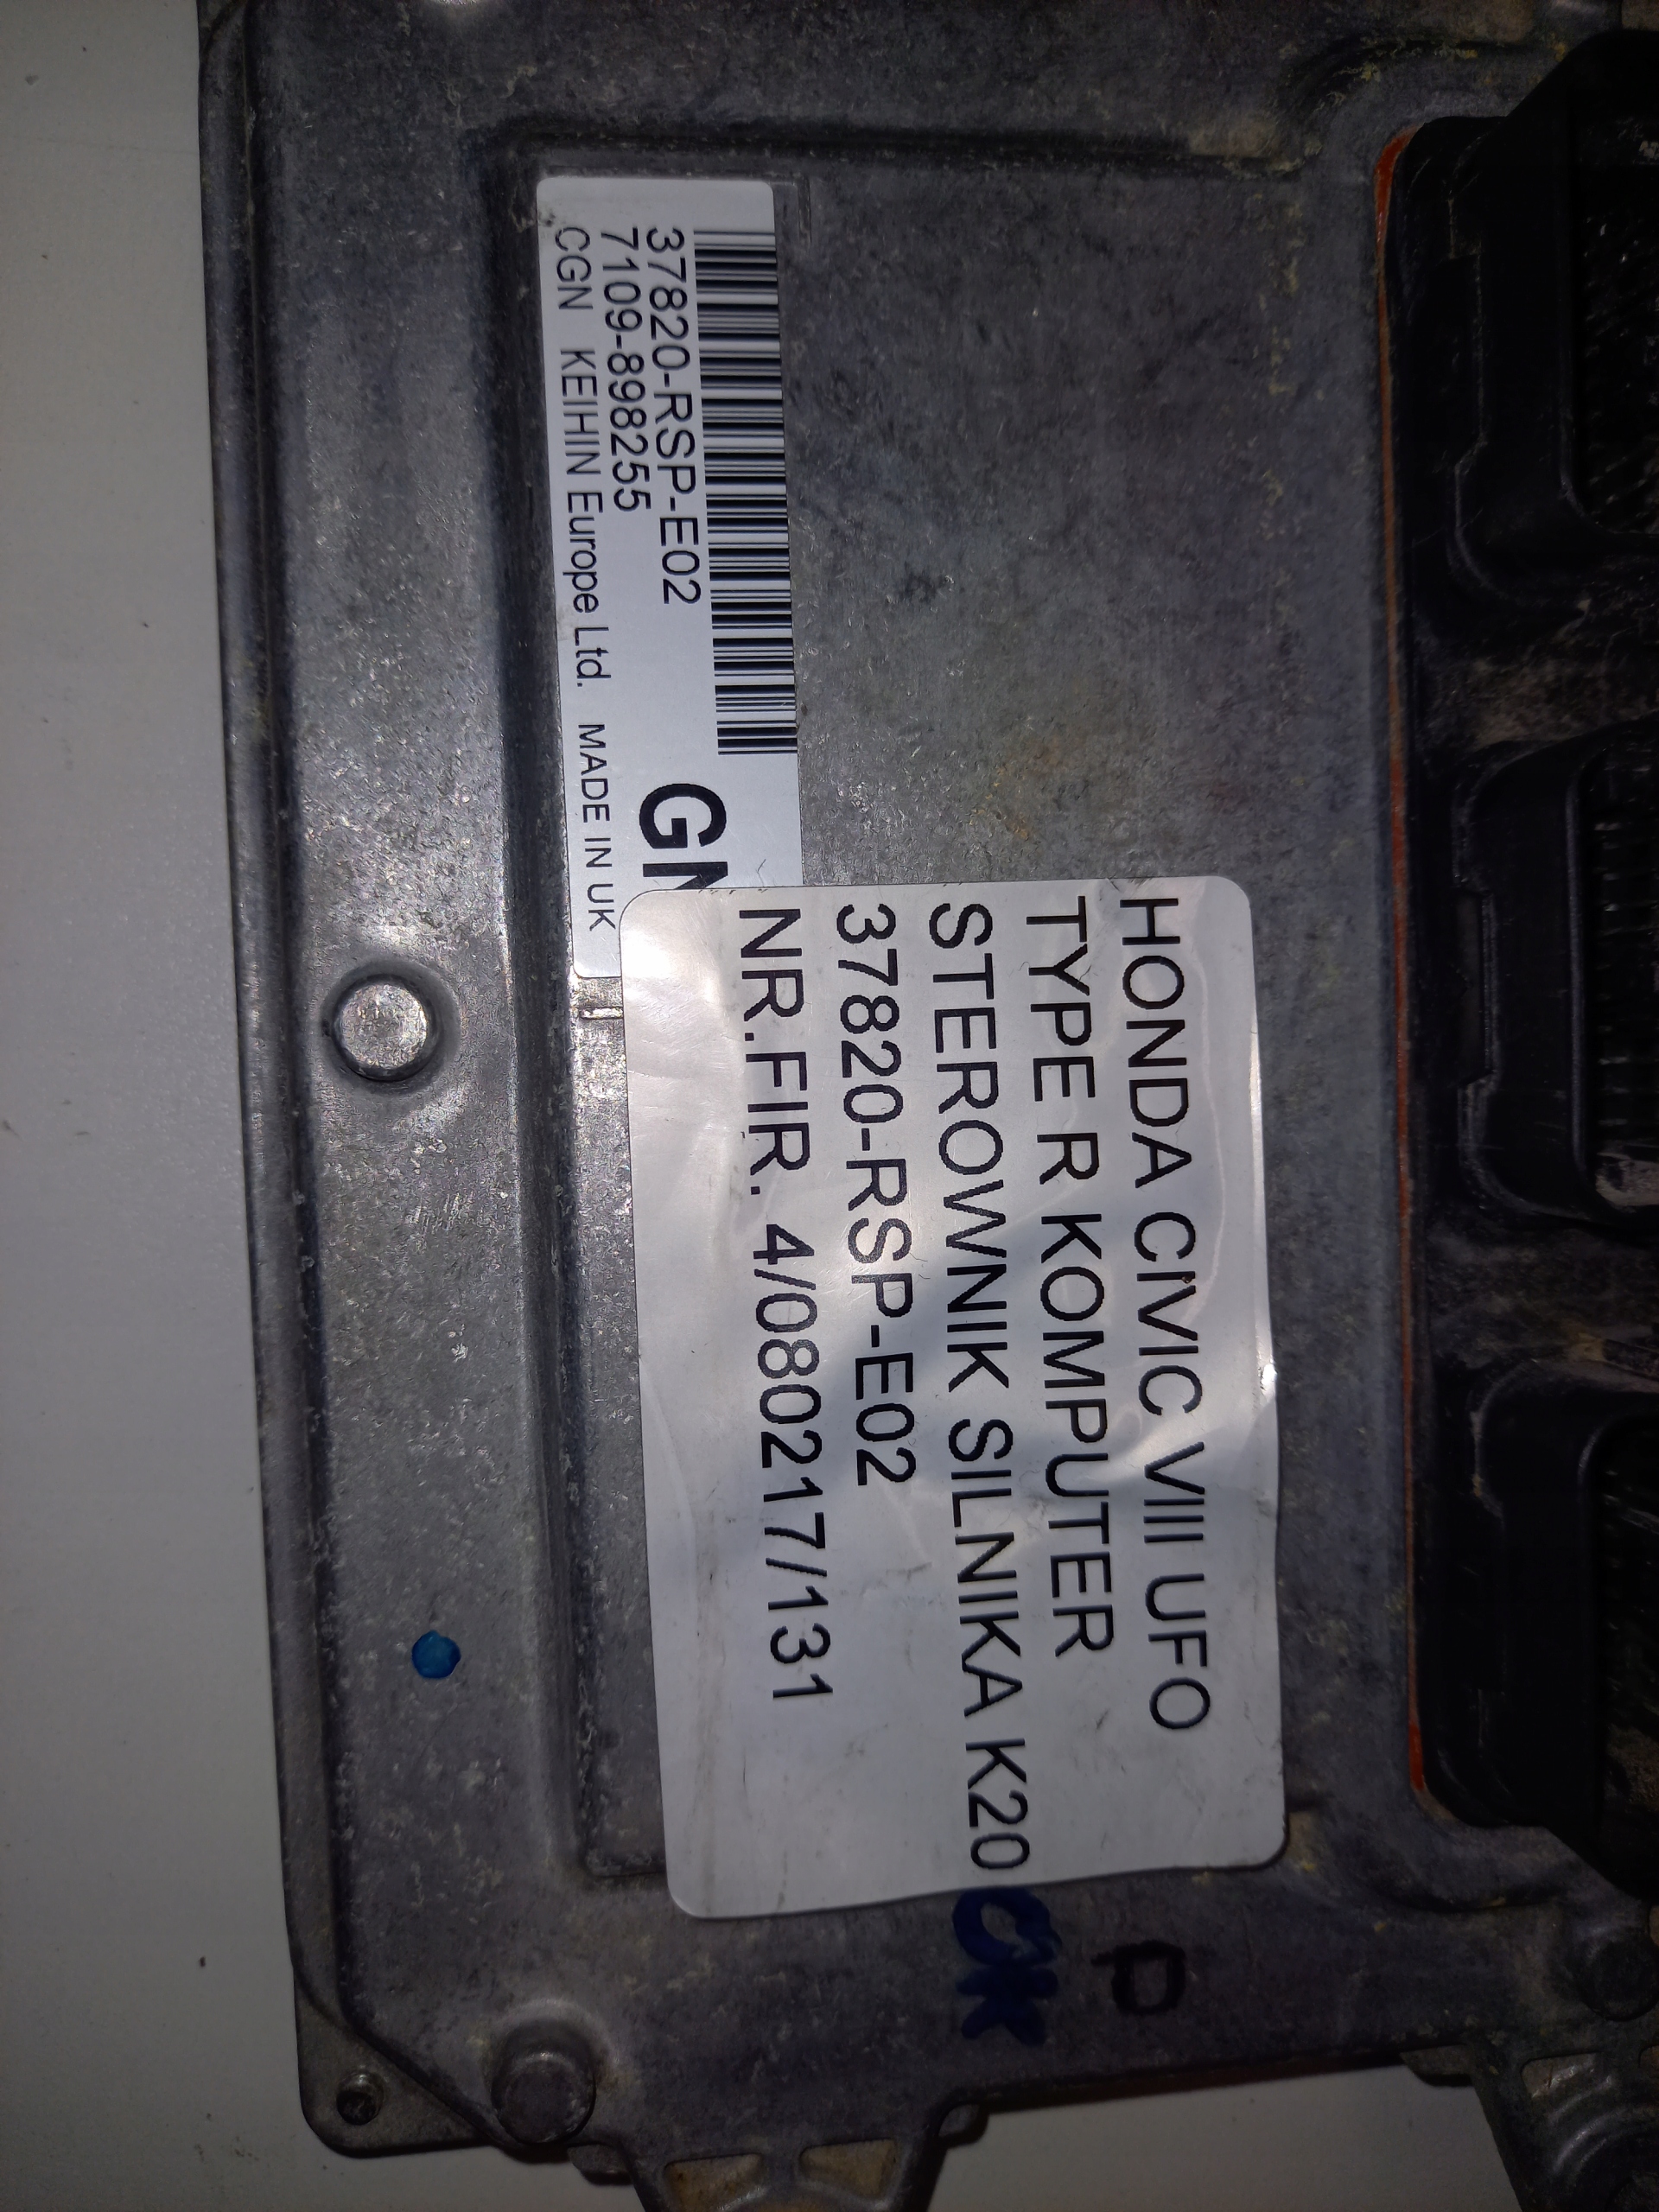 37820-RSP-E02
7109-898255
CGN KEIHIN Europe Ltd. MADE IN UK
HONDA CIVIC VIII UFO
TYPE R KOMPUTER
STEROWNIK SILNIKA K20
37820-RSP-E02
NR.FIR. 4/080217/131
OK
P